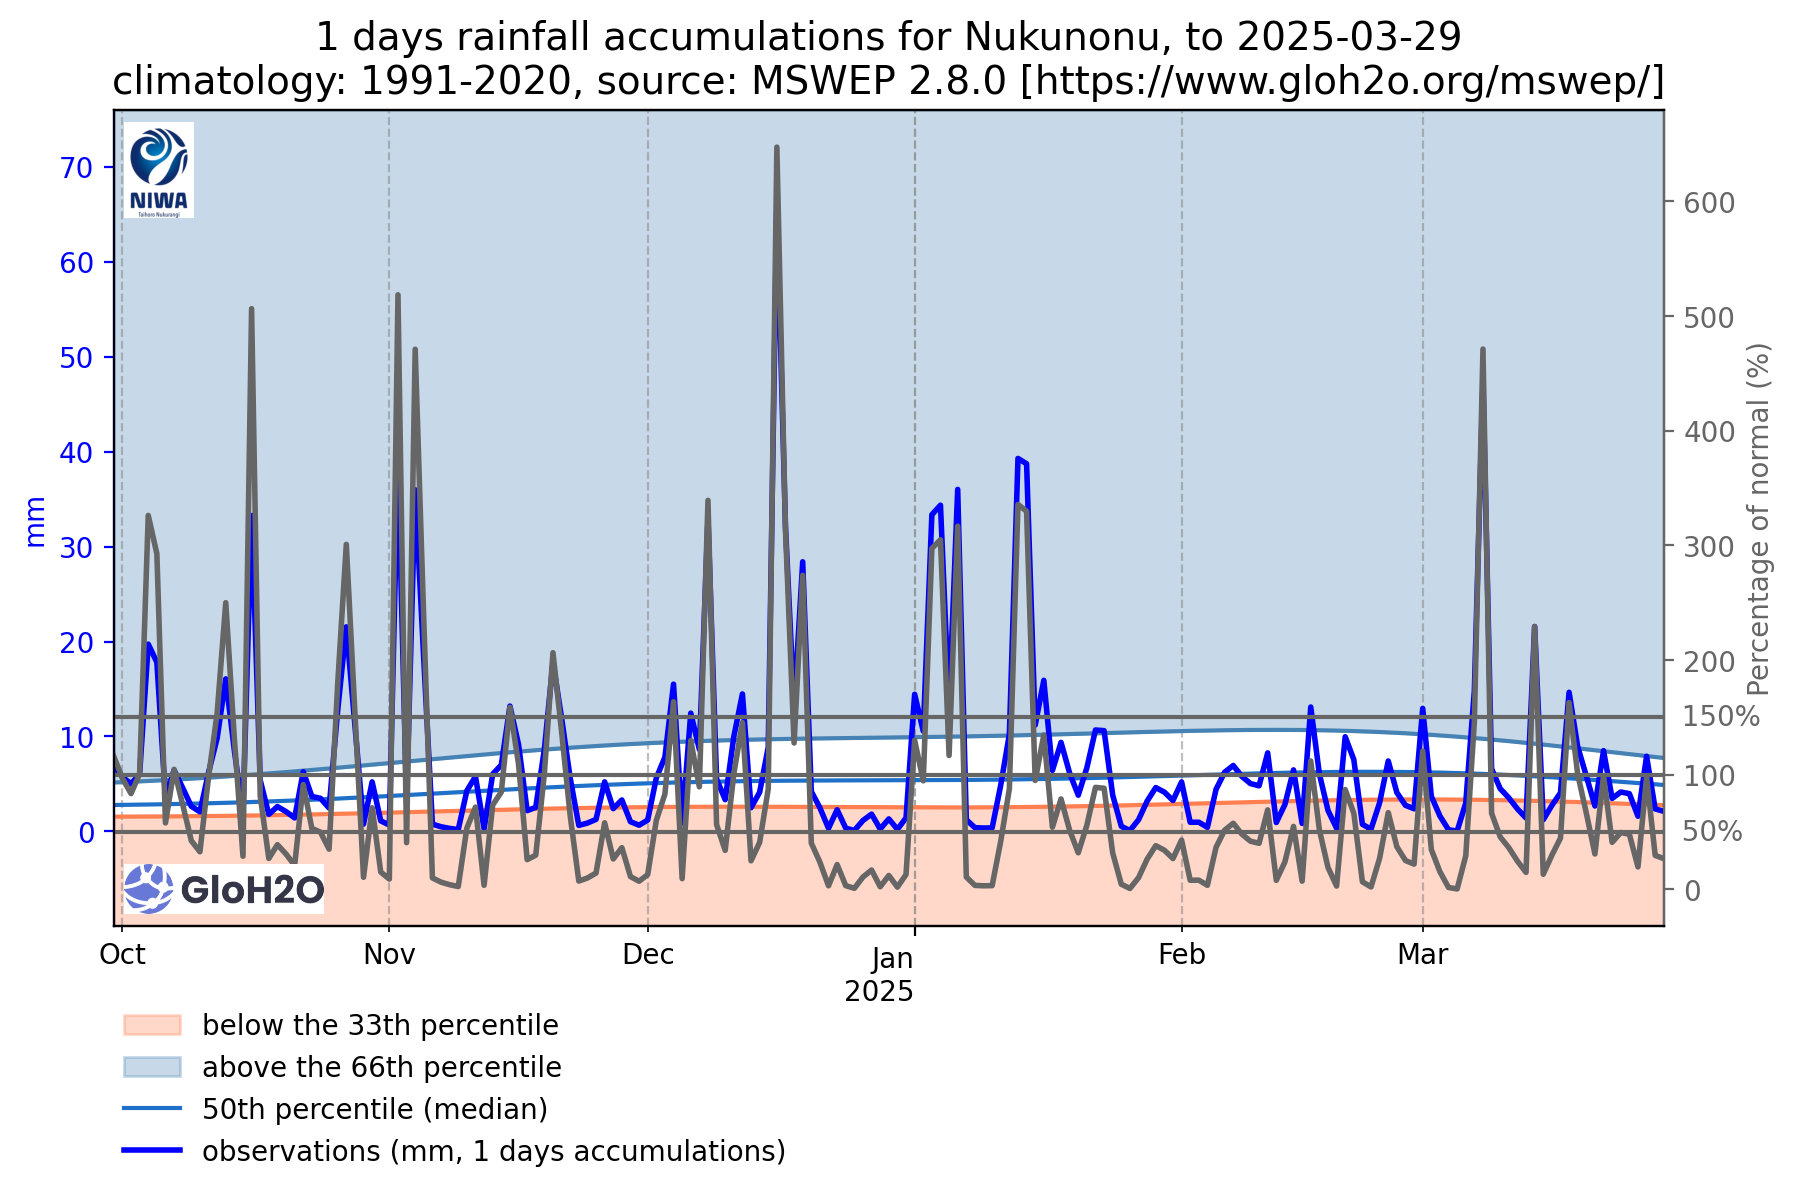 1 days rainfall accumulations for Nukunonu, to 2025-03-29
climatology: 1991-2020, source: MSWEP 2.8.0 [https://www.gloh2o.org/mswep/]
NIWA
Taihoro Nukurangi
70
60
50
40
30
20
10
0
mm
600
500
400
300
200
150%
100
50%
0
Percentage of normal (%)
GloH2O
Oct
Nov
Dec
Jan
2025
Feb
Mar
below the 33th percentile
above the 66th percentile
50th percentile (median)
observations (mm, 1 days accumulations)